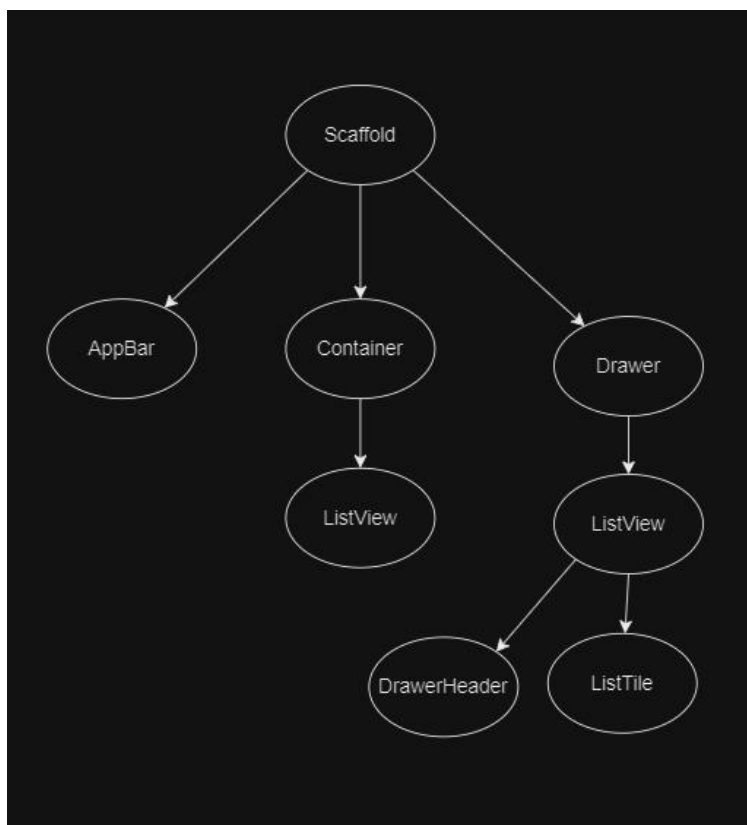 Scaffold
AppBar
Container
Drawer
ListView
ListView
DrawerHeader
ListTile